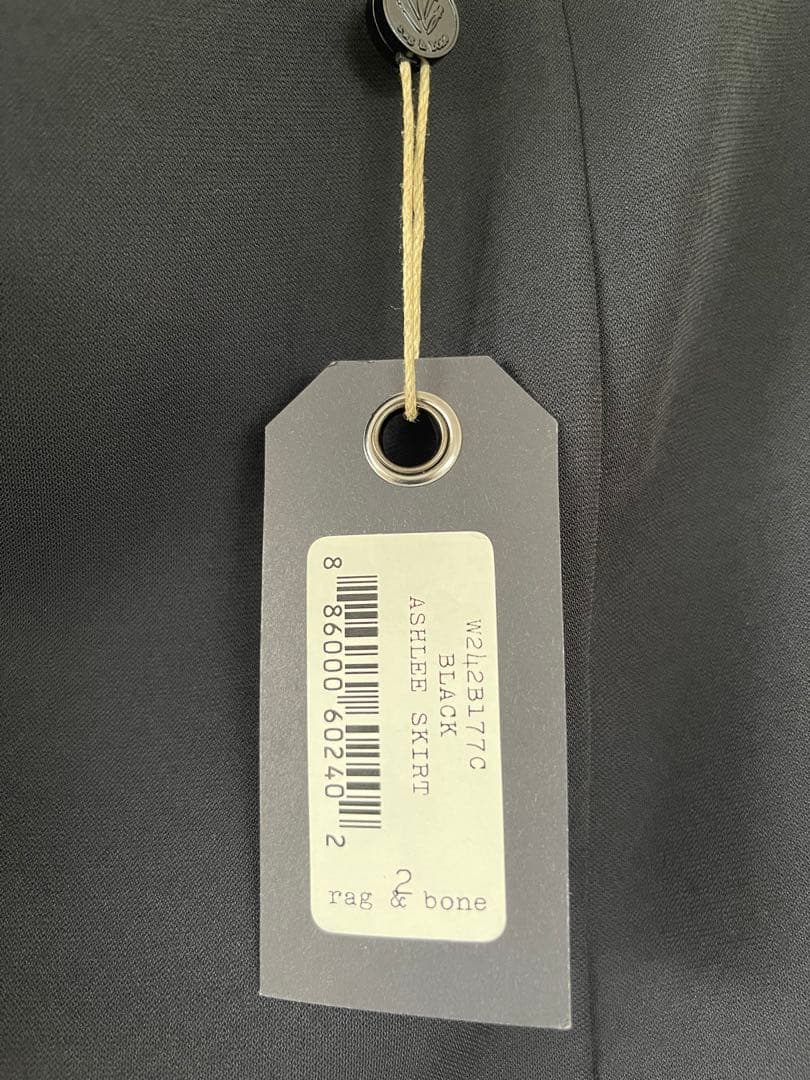 W242B177C
BLACK
ASHLEE SKIRT
8 86000 60240 2
2
rag & bone